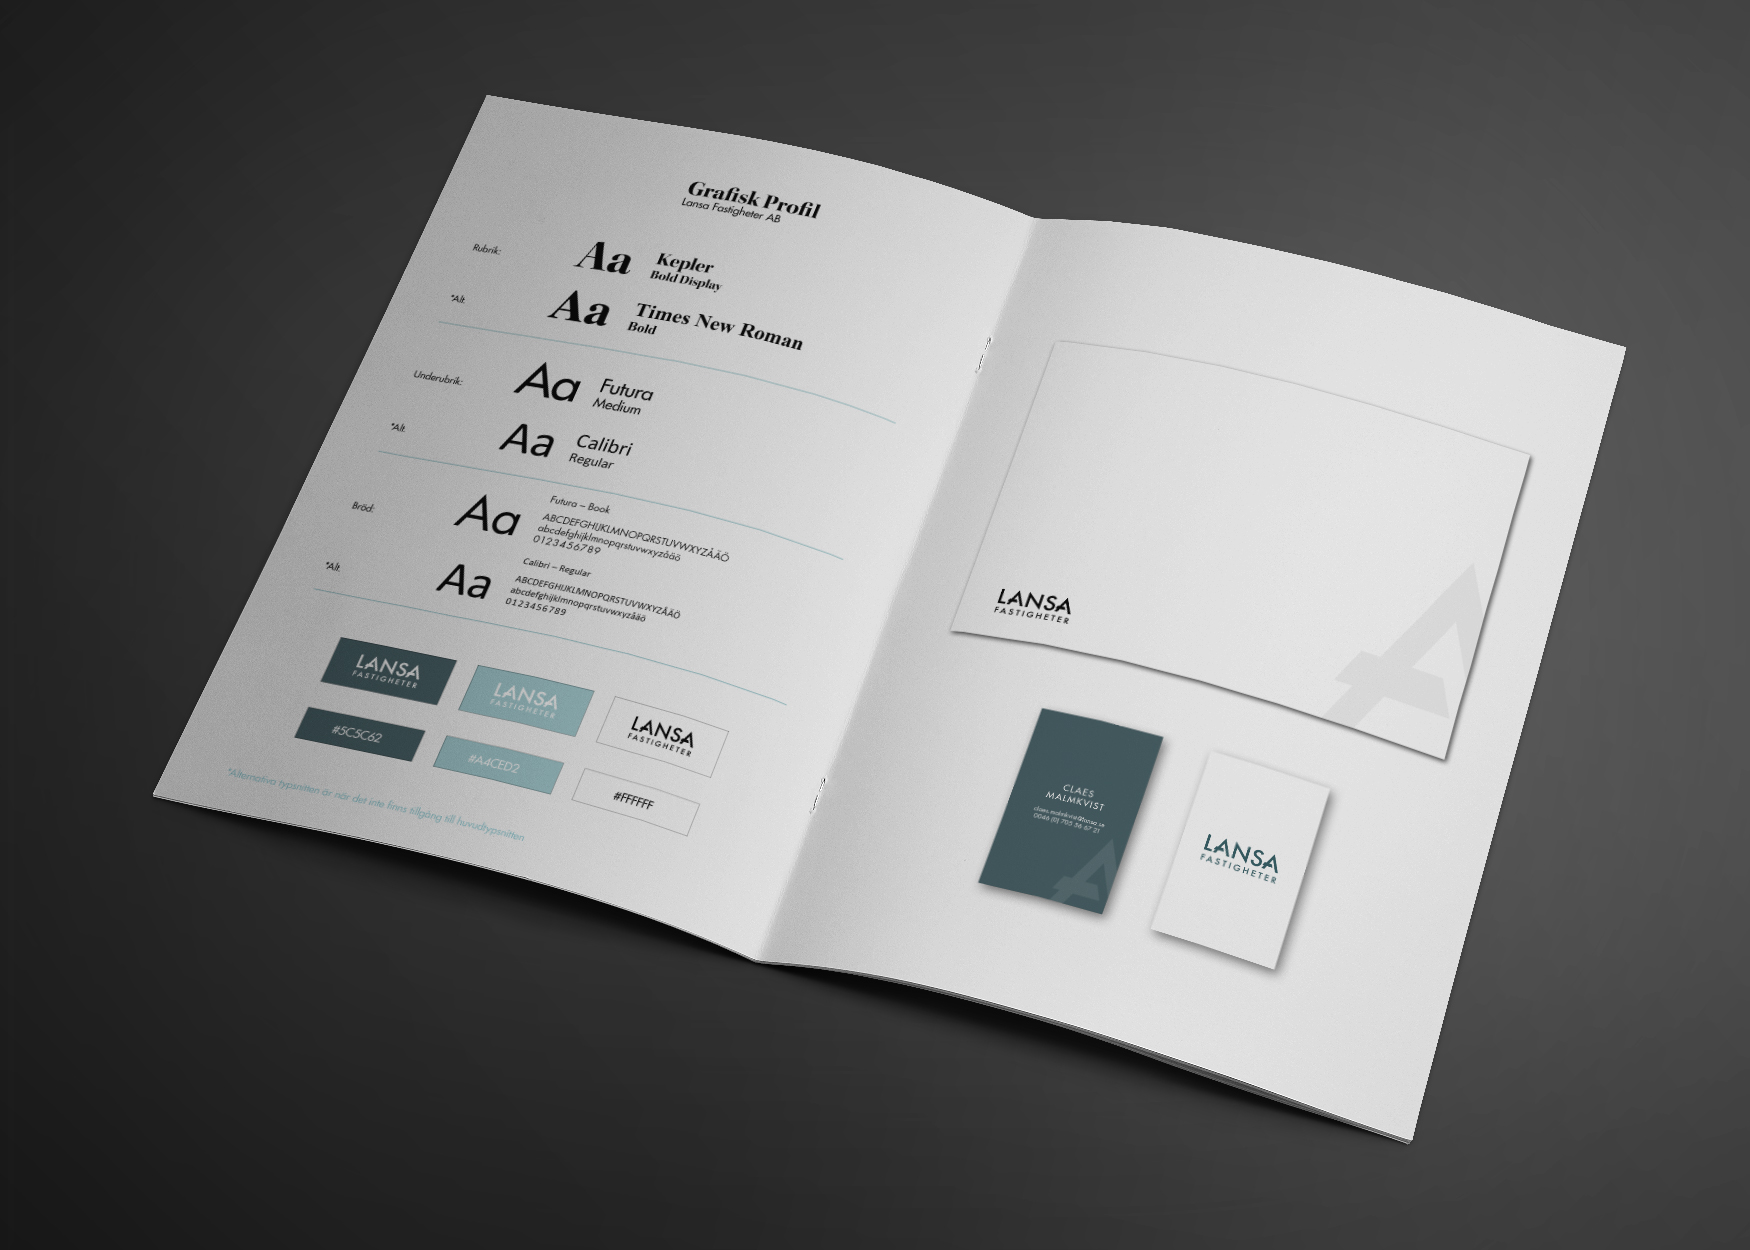 Grafisk Profil
Lansa Fastigheter AB
Rubrik:
Aa
Kepler
Bold Display
*Alt.
Aa
Times New Roman
Bold
Underubrik:
Aa
Futura
Medium
*Alt.
Aa
Calibri
Regular
Bröd:
Aa
Futura – Book
ABCDEFGHIJKLMNOPQRSTUVWXYZÅÄÖ
abcdefghijklmnopqrstuvwxyzåäö
0123456789
*Alt.
Aa
Calibri – Regular
ABCDEFGHIJKLMNOPQRSTUVWXYZÅÄÖ
abcdefghijklmnopqrstuvwxyzåäö
0123456789
LANSA
FASTIGHETER
LANSA
FASTIGHETER
LANSA
FASTIGHETER
#5C5C62
#A4CED2
#FFFFFF
*Alternativa typsnitten är när det inte finns tillgång till huvudtypsnitten
LANSA
FASTIGHETER
CLAES
MALMKVIST
claes.malmkvist@lansa.se
0046 (0) 705 56 67 21
LANSA
FASTIGHETER